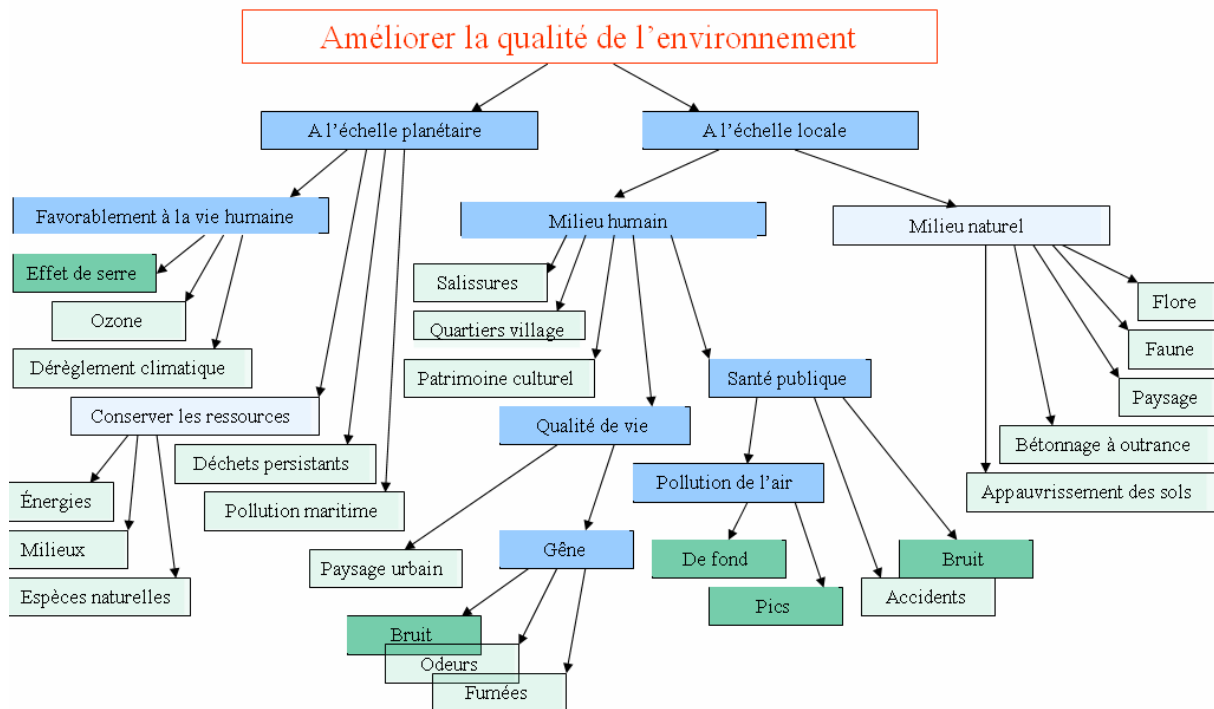 Améliorer la qualité de l'environnement
A l'échelle planétaire
A l'échelle locale
Favorablement à la vie humaine
Milieu humain
Milieu naturel
Effet de serre
Salissures
Flore
Ozone
Quartiers village
Faune
Dérèglement climatique
Patrimoine culturel
Santé publique
Paysage
Conserver les ressources
Qualité de vie
Bétonnage à outrance
Déchets persistants
Pollution de l'air
Appauvrissement des sols
Énergies
Pollution maritime
Milieux
Gêne
De fond
Bruit
Paysage urbain
Espèces naturelles
Pics
Accidents
Bruit
Odeurs
Fumées